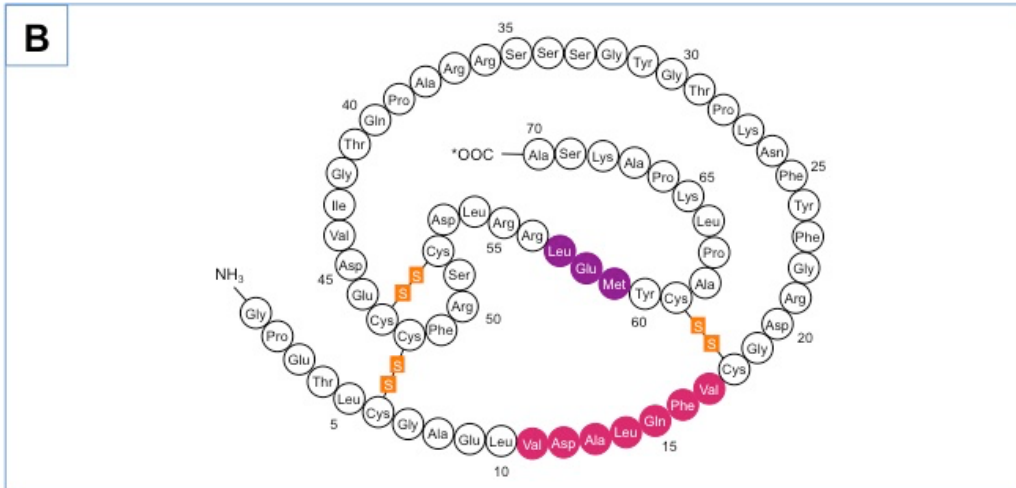 B
NH3
Gly Pro Glu Thr Leu
5
Cys Gly Ala Glu Leu
10
Val Asp Ala Leu Gln
15
Phe Val Cys Gly Asp
20
Arg Gly Phe Tyr Phe
25
Asn Lys Pro Thr Gly
30
Tyr Gly Ser Ser Ser
35
Arg Arg Ala Pro Gln
40
Thr Gly Ile Val Asp
45
Glu Cys Cys Phe Arg
50
Ser Cys Asp Leu Arg
55
Arg Leu Glu Met Tyr
60
Cys Ala Pro Leu Lys
65
Pro Ala Lys Ser Ala
70
*OOC
S S
S S
S S